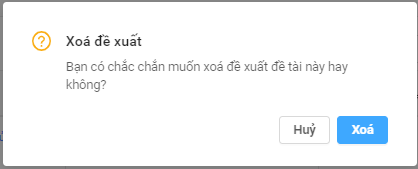 Xoá đề xuất
Bạn có chắc chắn muốn xoá đề xuất đề tài này hay
không?
Huỷ
Xoá